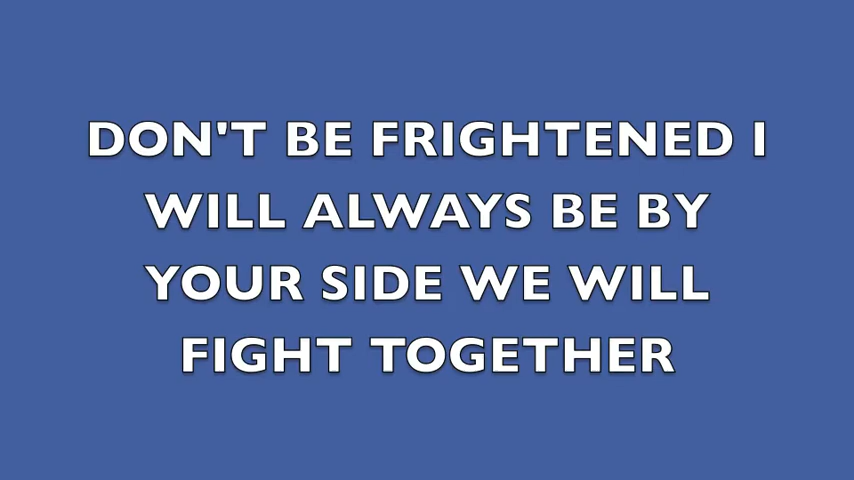 DON'T BE FRIGHTENED I
WILL ALWAYS BE BY
YOUR SIDE WE WILL
FIGHT TOGETHER